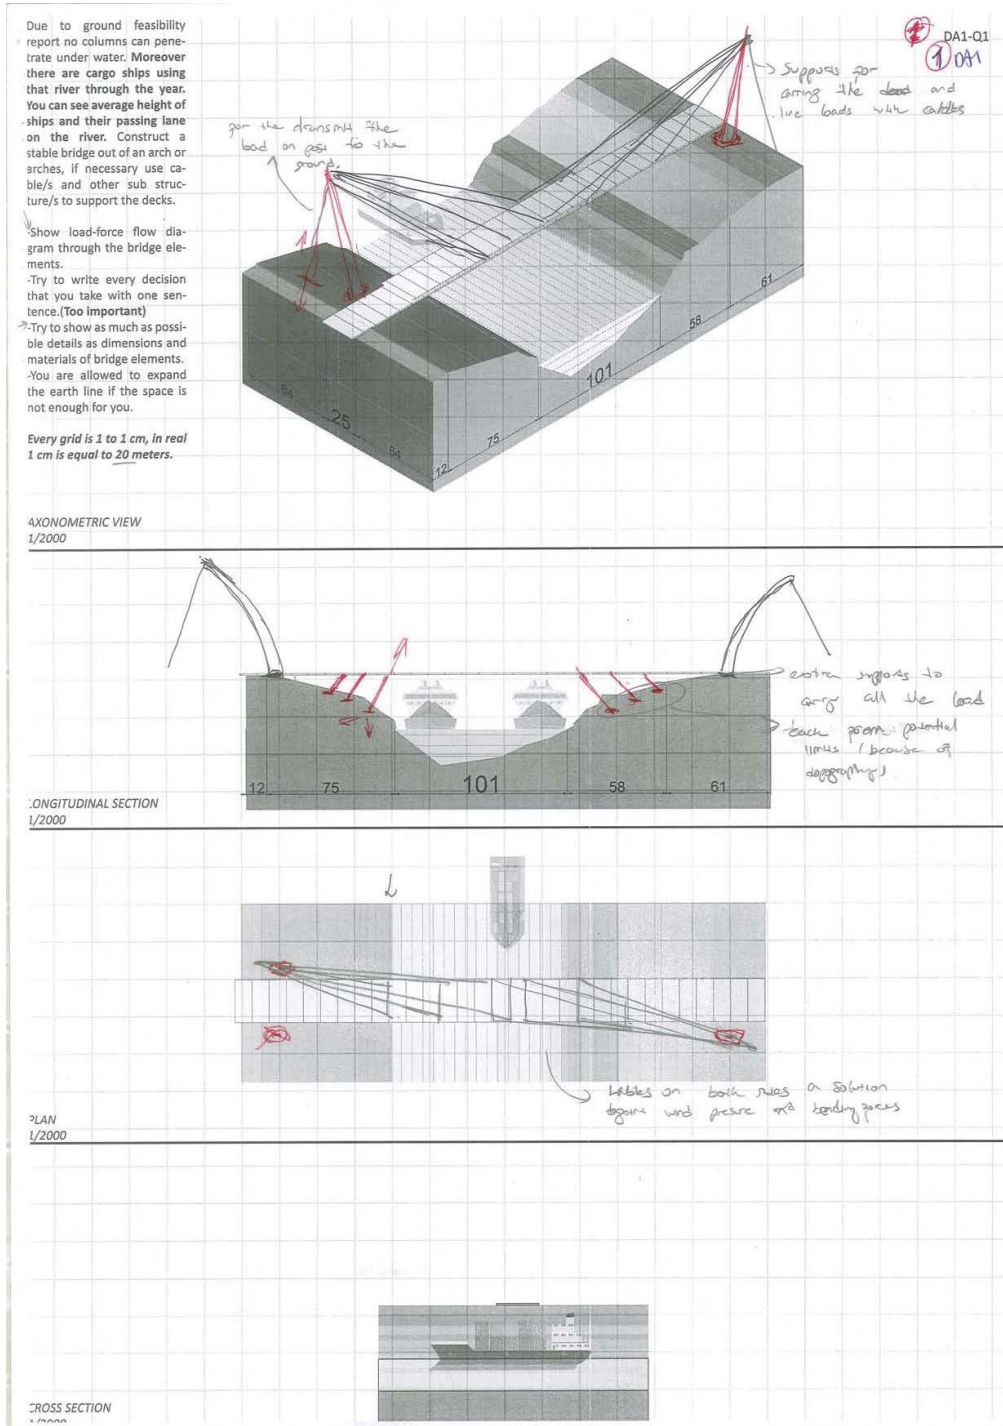 Due to ground feasibility
report no columns can pene-
trate under water. Moreover
there are cargo ships using
that river through the year.
You can see average height of
ships and their passing lane
on the river. Construct a
stable bridge out of an arch or
arches, if necessary use ca-
ble/s and other sub struc-
ture/s to support the decks.
-Show load-force flow dia-
gram through the bridge ele-
ments.
-Try to write every decision
that you take with one sen-
tence.(Too important)
-Try to show as much as possi-
ble details as dimensions and
materials of bridge elements.
-You are allowed to expand
the earth line if the space is
not enough for you.
Every grid is 1 to 1 cm, in real
1 cm is equal to 20 meters.
DA1-Q1
1 DA1
Supports for
carring the dead and
live loads with cables
for the transmit the
load on post to the
ground.
64
25
64
12
75
101
58
61
AXONOMETRIC VIEW
1/2000
extra supports to
carry all the load
each from potential
limits (because of
topography)
12
75
101
58
61
LONGITUDINAL SECTION
1/2000
Cables on both sides a solution
against wind presure and bending forces
PLAN
1/2000
CROSS SECTION
1/2000